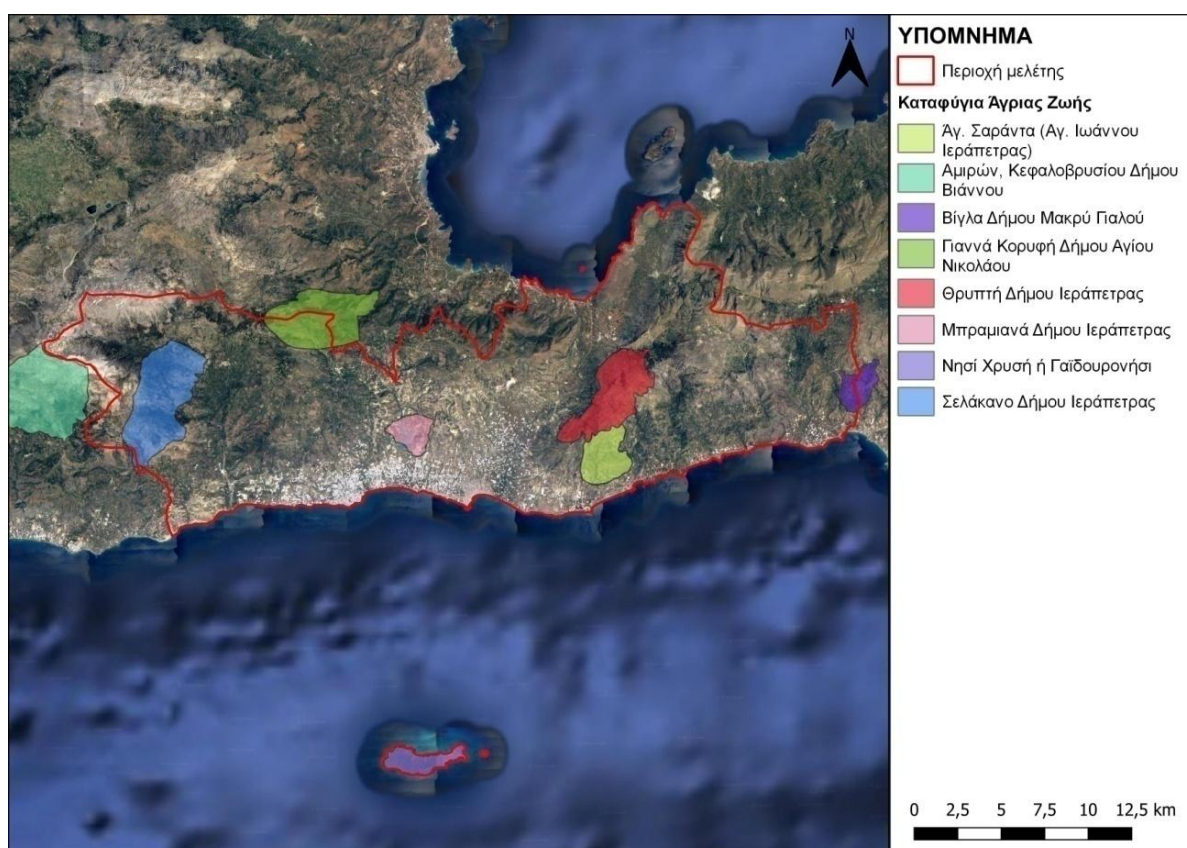 N
ΥΠΟΜΝΗΜΑ
Περιοχή μελέτης
Καταφύγια Άγριας Ζωής
Άγ. Σαράντα (Αγ. Ιωάννου
Ιεράπετρας)
Αμιρών, Κεφαλοβρυσίου Δήμου
Βιάννου
Βίγλα Δήμου Μακρύ Γιαλού
Γιαννά Κορυφή Δήμου Αγίου
Νικολάου
Θρυπτή Δήμου Ιεράπετρας
Μπραμιανά Δήμου Ιεράπετρας
Νησί Χρυσή ή Γαϊδουρονήσι
Σελάκανο Δήμου Ιεράπετρας
0 2,5 5 7,5 10 12,5 km